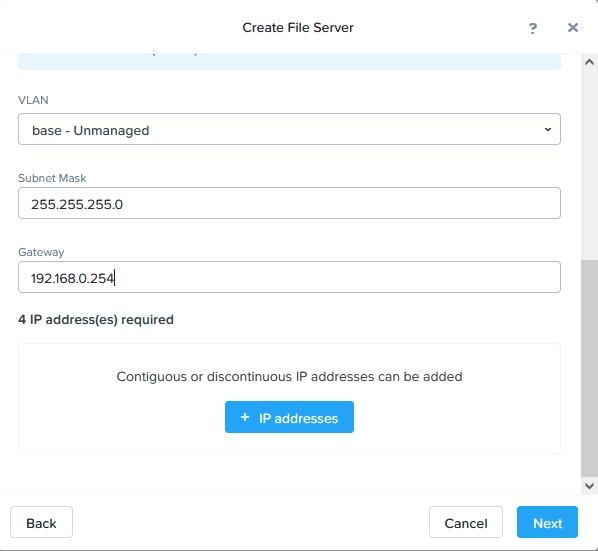 Create File Server
?
VLAN
base - Unmanaged
Subnet Mask
255.255.255.0
Gateway
192.168.0.254
4 IP address(es) required
Contiguous or discontinuous IP addresses can be added
+ IP addresses
Back
Cancel
Next